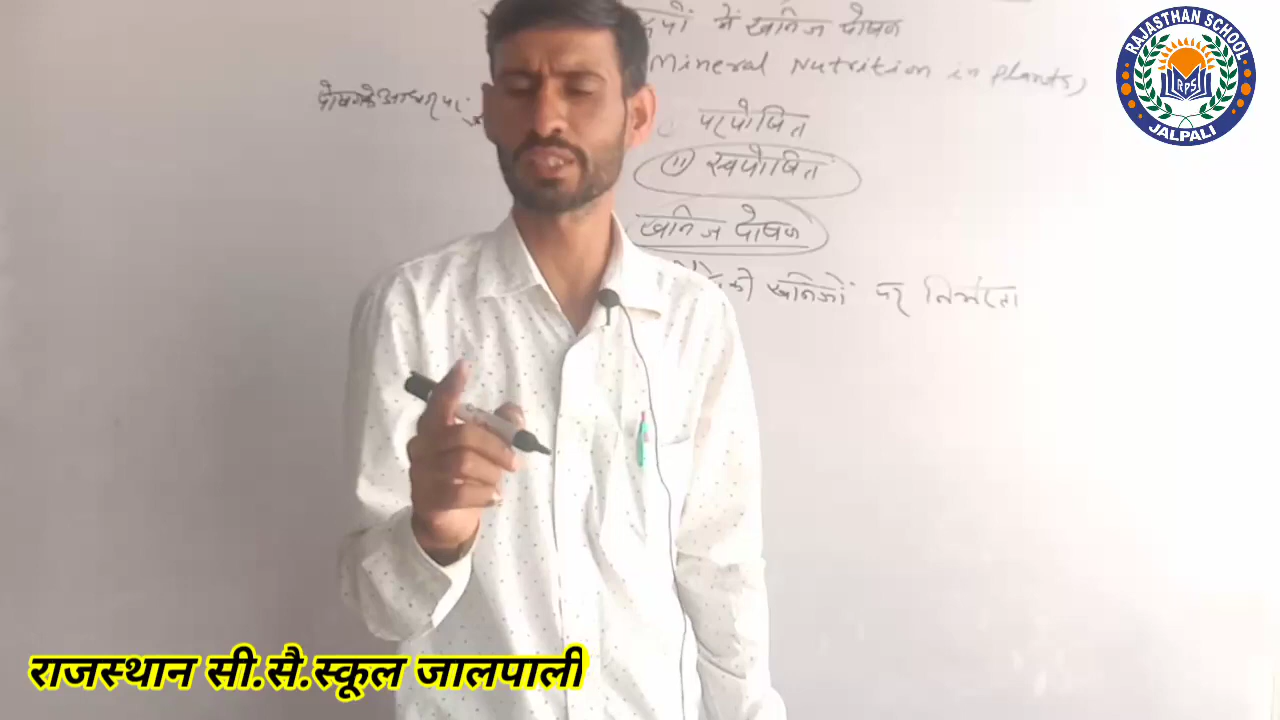 में खनिज पोषण
Mineral Nutrition in Plants)
पोषण के आधार पर:
परपोषित
(ii) स्वपोषित
खनिज पोषण
की खनिजों पर निर्भरता
RAJASTHAN SCHOOL
RPS
JALPALI
राजस्थान सी.सै.स्कूल जालपाली